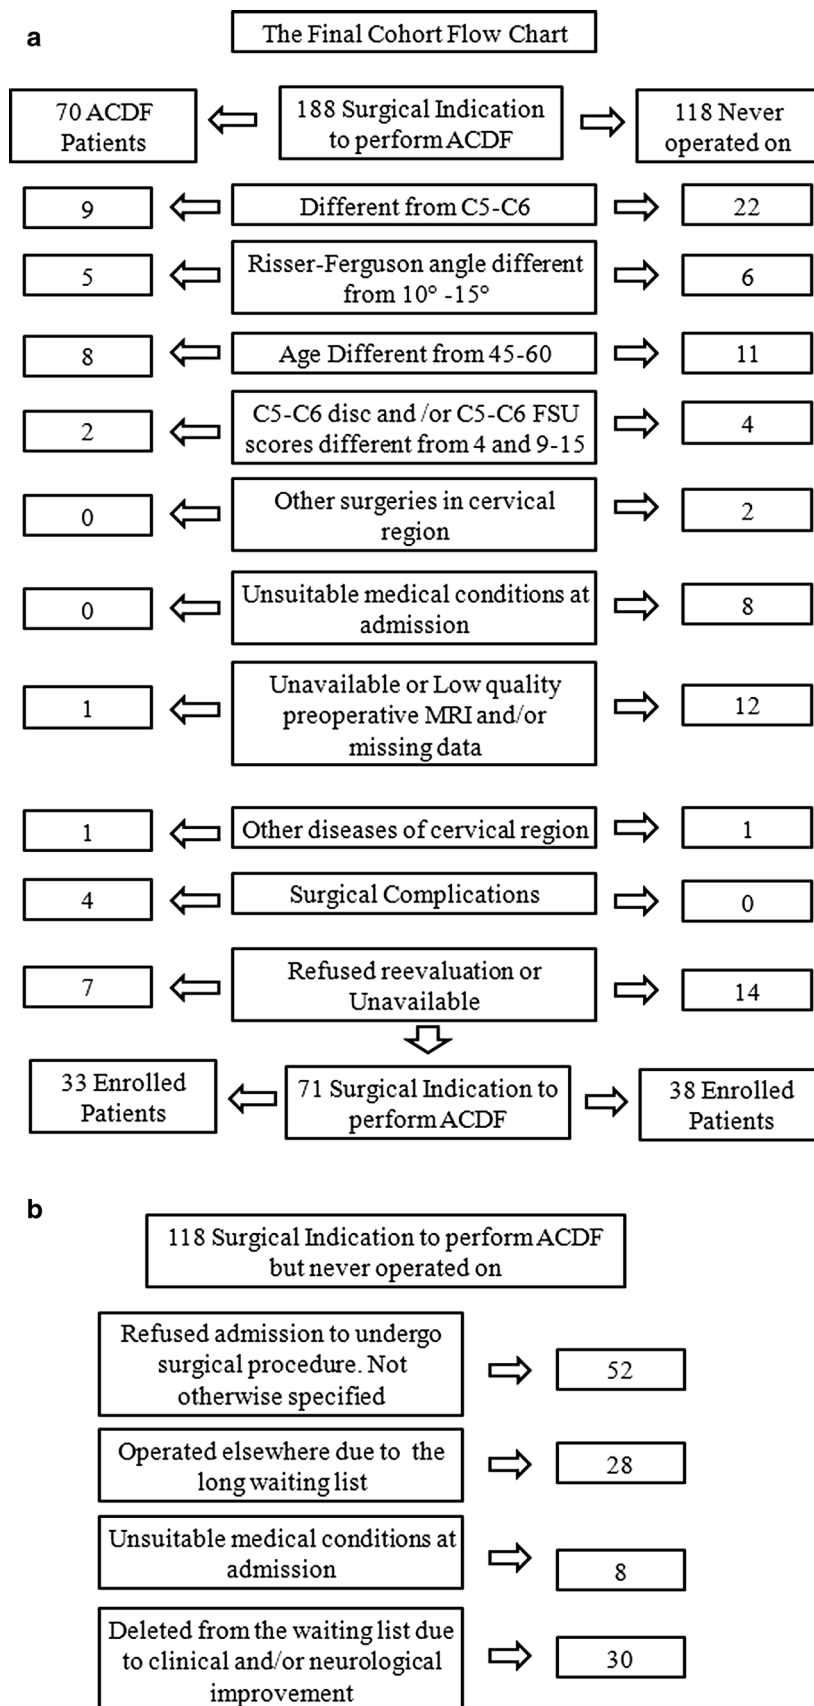 a
The Final Cohort Flow Chart
70 ACDF
Patients
188 Surgical Indication
to perform ACDF
118 Never
operated on
9
Different from C5-C6
22
5
Risser-Ferguson angle different
from 10° -15°
6
8
Age Different from 45-60
11
2
C5-C6 disc and /or C5-C6 FSU
scores different from 4 and 9-15
4
0
Other surgeries in cervical
region
2
0
Unsuitable medical conditions at
admission
8
1
Unavailable or Low quality
preoperative MRI and/or
missing data
12
1
Other diseases of cervical region
1
4
Surgical Complications
0
7
Refused reevaluation or
Unavailable
14
33 Enrolled
Patients
71 Surgical Indication to
perform ACDF
38 Enrolled
Patients
b
118 Surgical Indication to perform ACDF
but never operated on
Refused admission to undergo
surgical procedure. Not
otherwise specified
52
Operated elsewhere due to the
long waiting list
28
Unsuitable medical conditions at
admission
8
Deleted from the waiting list due
to clinical and/or neurological
improvement
30